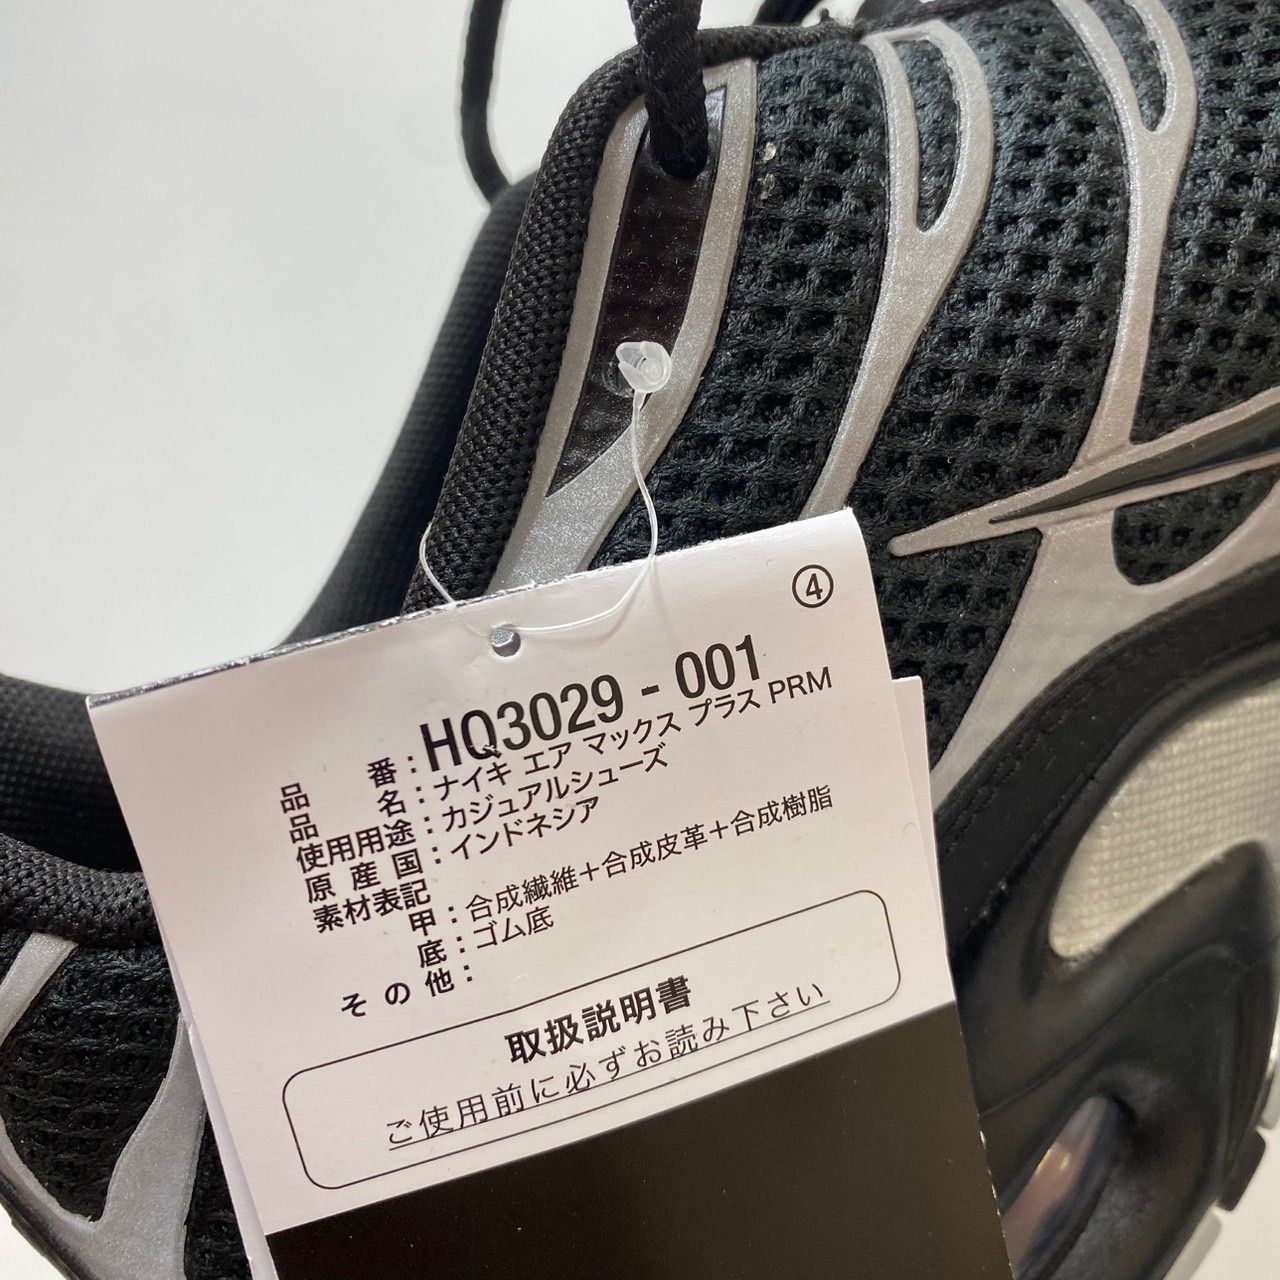 ④
品 番：HQ3029 - 001
品 名：ナイキ エア マックス プラス PRM
使用用途：カジュアルシューズ
原 産 国：インドネシア
素材表記
甲：合成繊維＋合成皮革＋合成樹脂
底：ゴム底
そ の 他：
取扱説明書
ご使用前に必ずお読み下さい